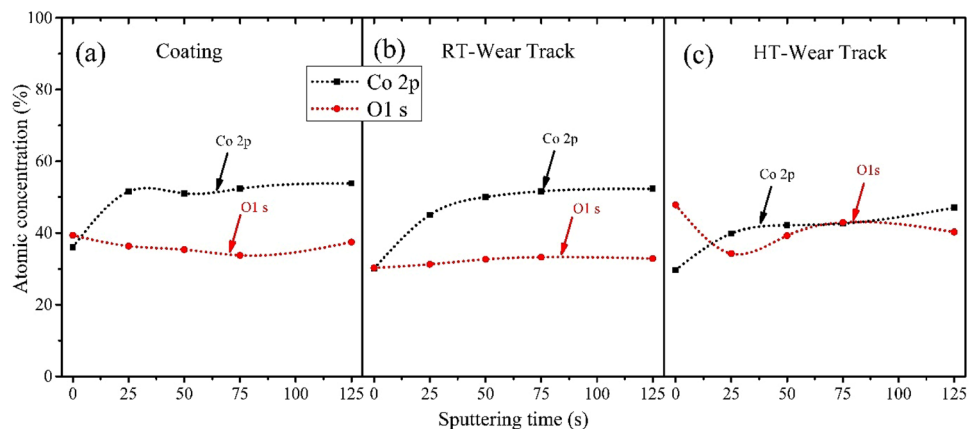 Atomic concentration (%)
100
80
60
40
20
0
(a)
Coating
Co 2p
O1 s
Co 2p
O1 s
0 25 50 75 100 125
(b)
RT-Wear Track
Co 2p
O1 s
0 25 50 75 100 125
(c)
HT-Wear Track
Co 2p
O1s
0 25 50 75 100 125
Sputtering time (s)